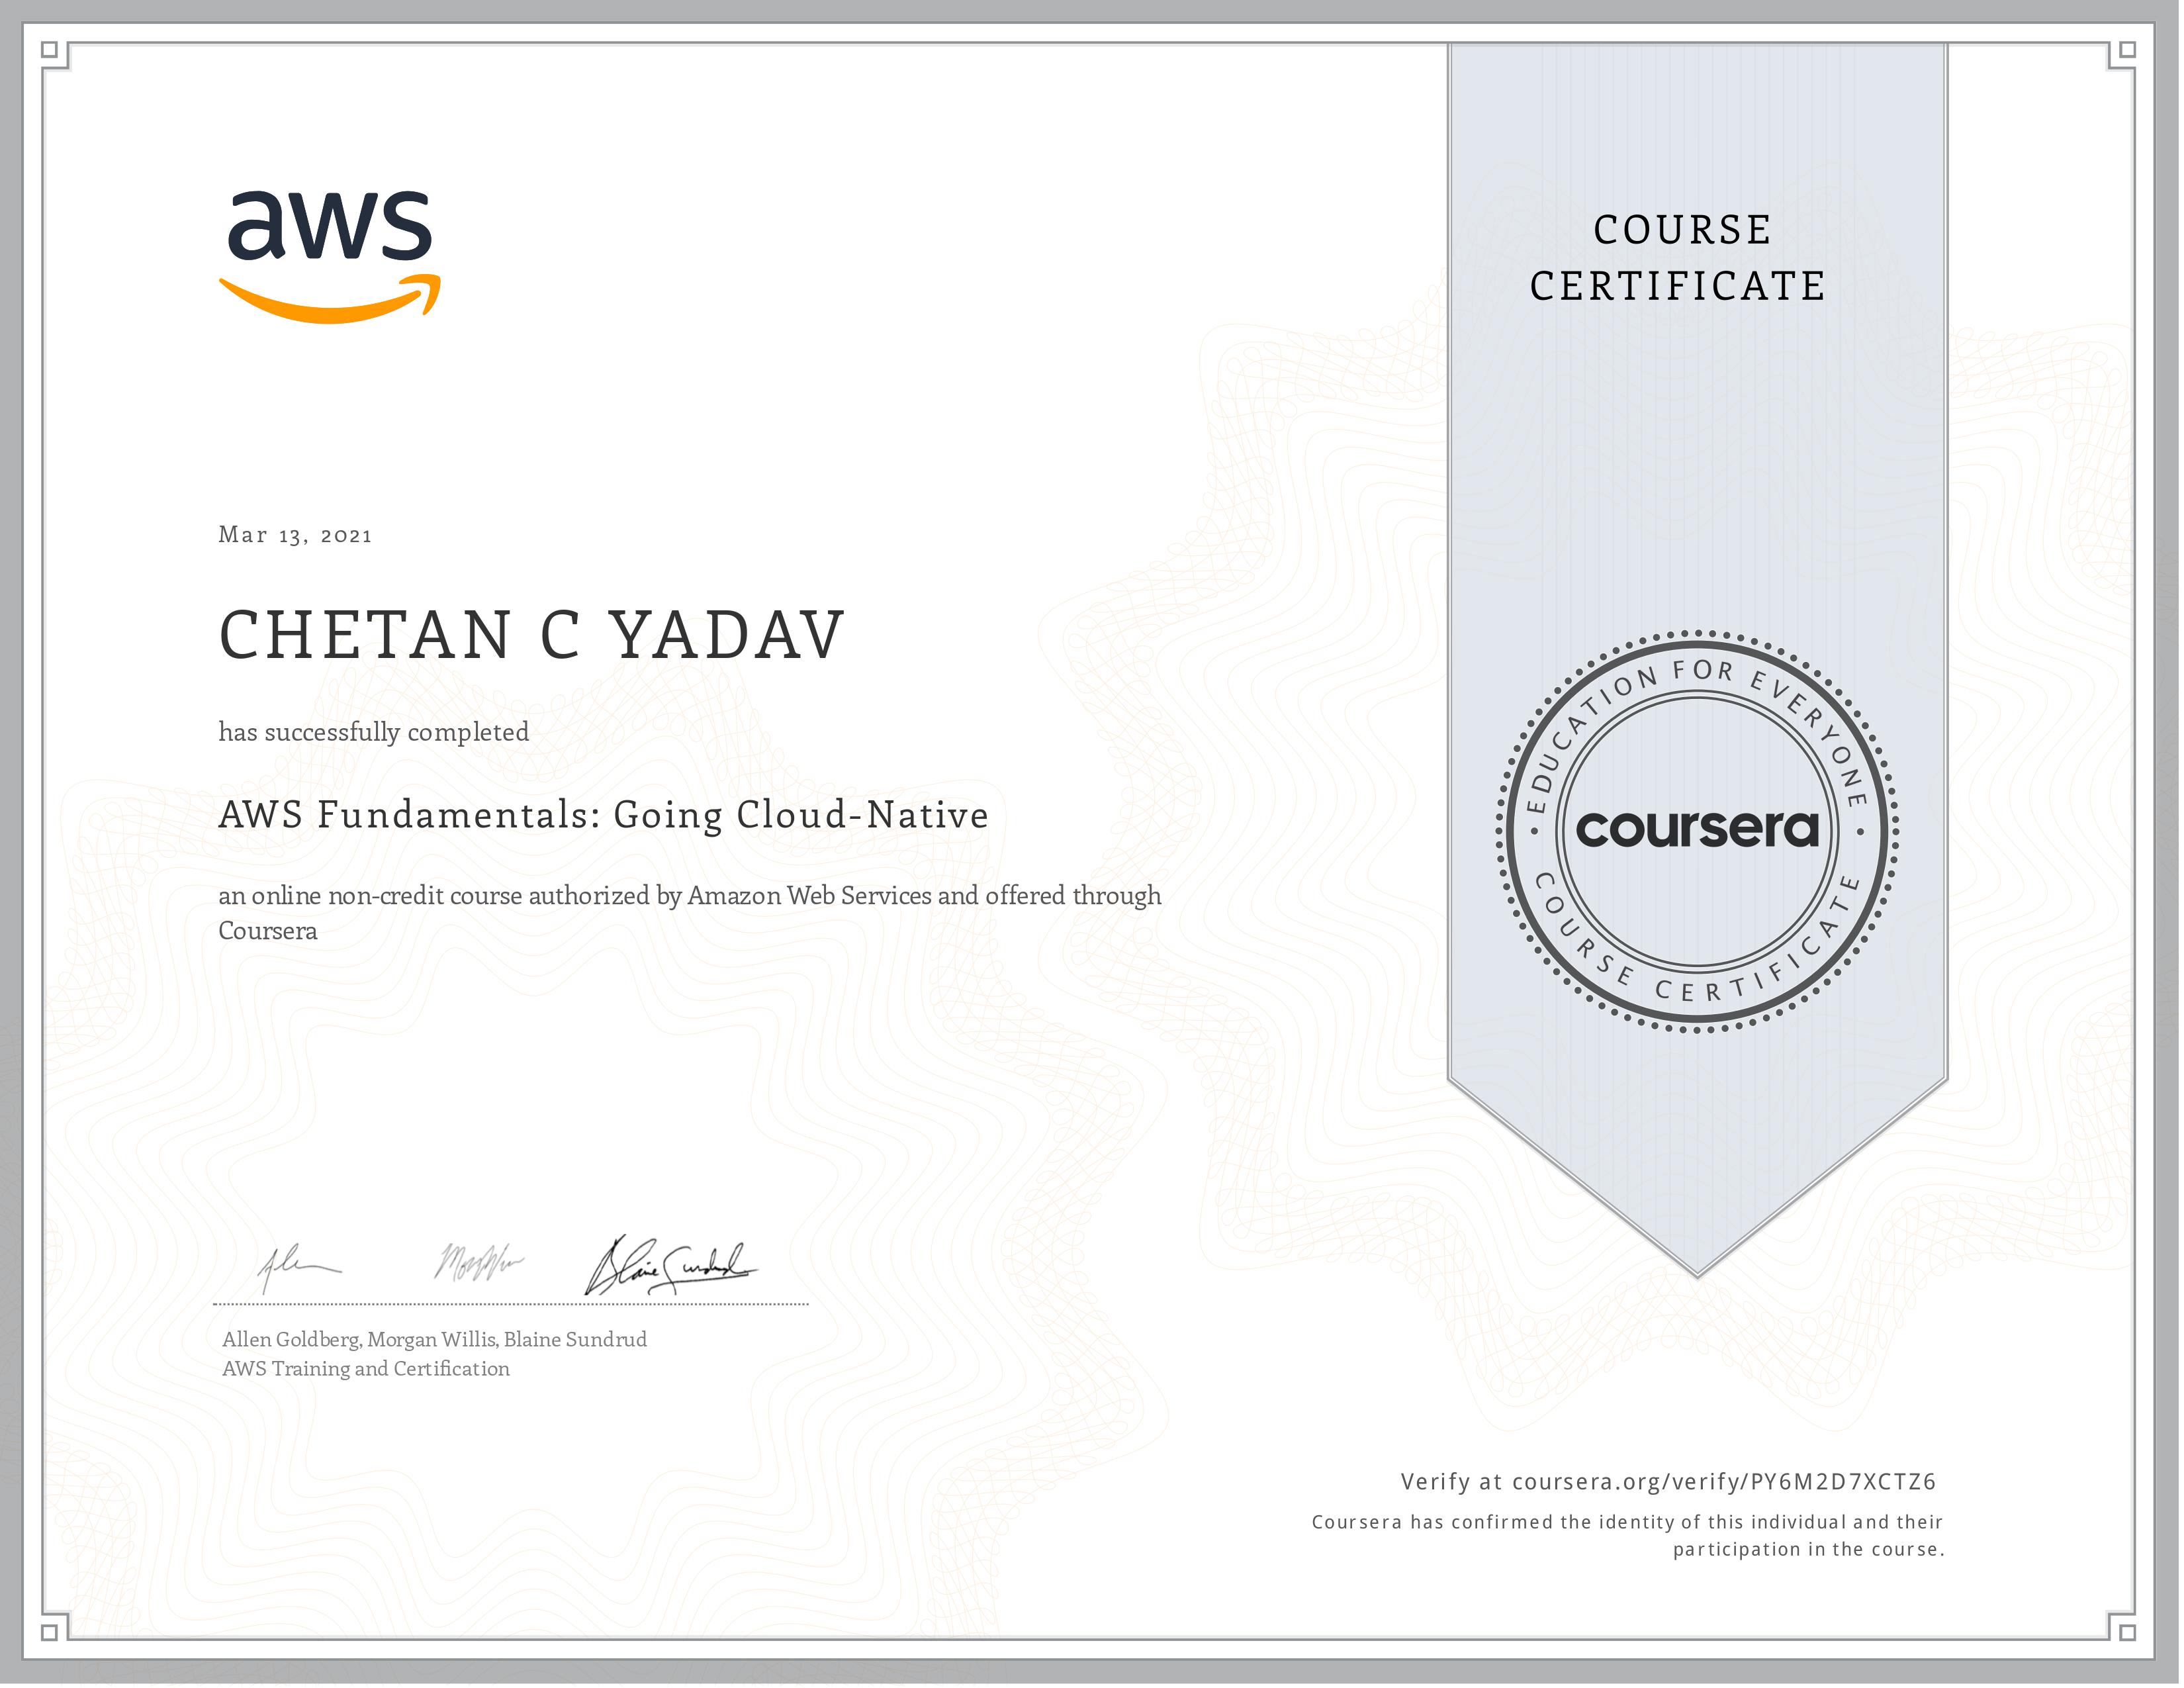 aws
COURSE
CERTIFICATE
Mar 13, 2021
CHETAN C YADAV
has successfully completed
AWS Fundamentals: Going Cloud-Native
an online non-credit course authorized by Amazon Web Services and offered through
Coursera
EDUCATION FOR EVERYONE
coursera
COURSE CERTIFICATE
Allen Goldberg, Morgan Willis, Blaine Sundrud
AWS Training and Certification
Verify at coursera.org/verify/PY6M2D7XCTZ6
Coursera has confirmed the identity of this individual and their
participation in the course.